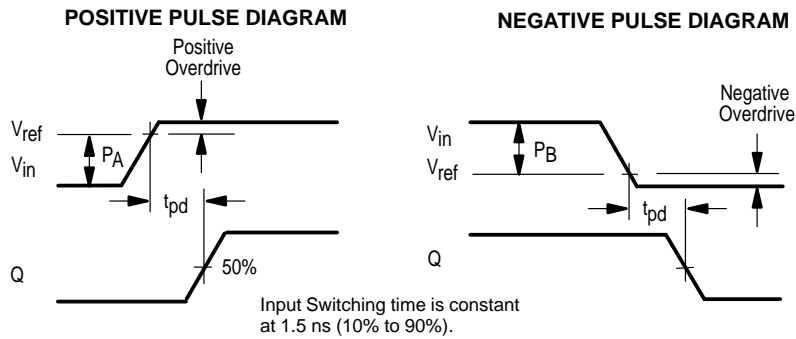 POSITIVE PULSE DIAGRAM
Positive
Overdrive
Vref
Vin
PA
tpd
Q
50%
NEGATIVE PULSE DIAGRAM
Negative
Overdrive
Vin
Vref
PB
tpd
Q
Input Switching time is constant
at 1.5 ns (10% to 90%).